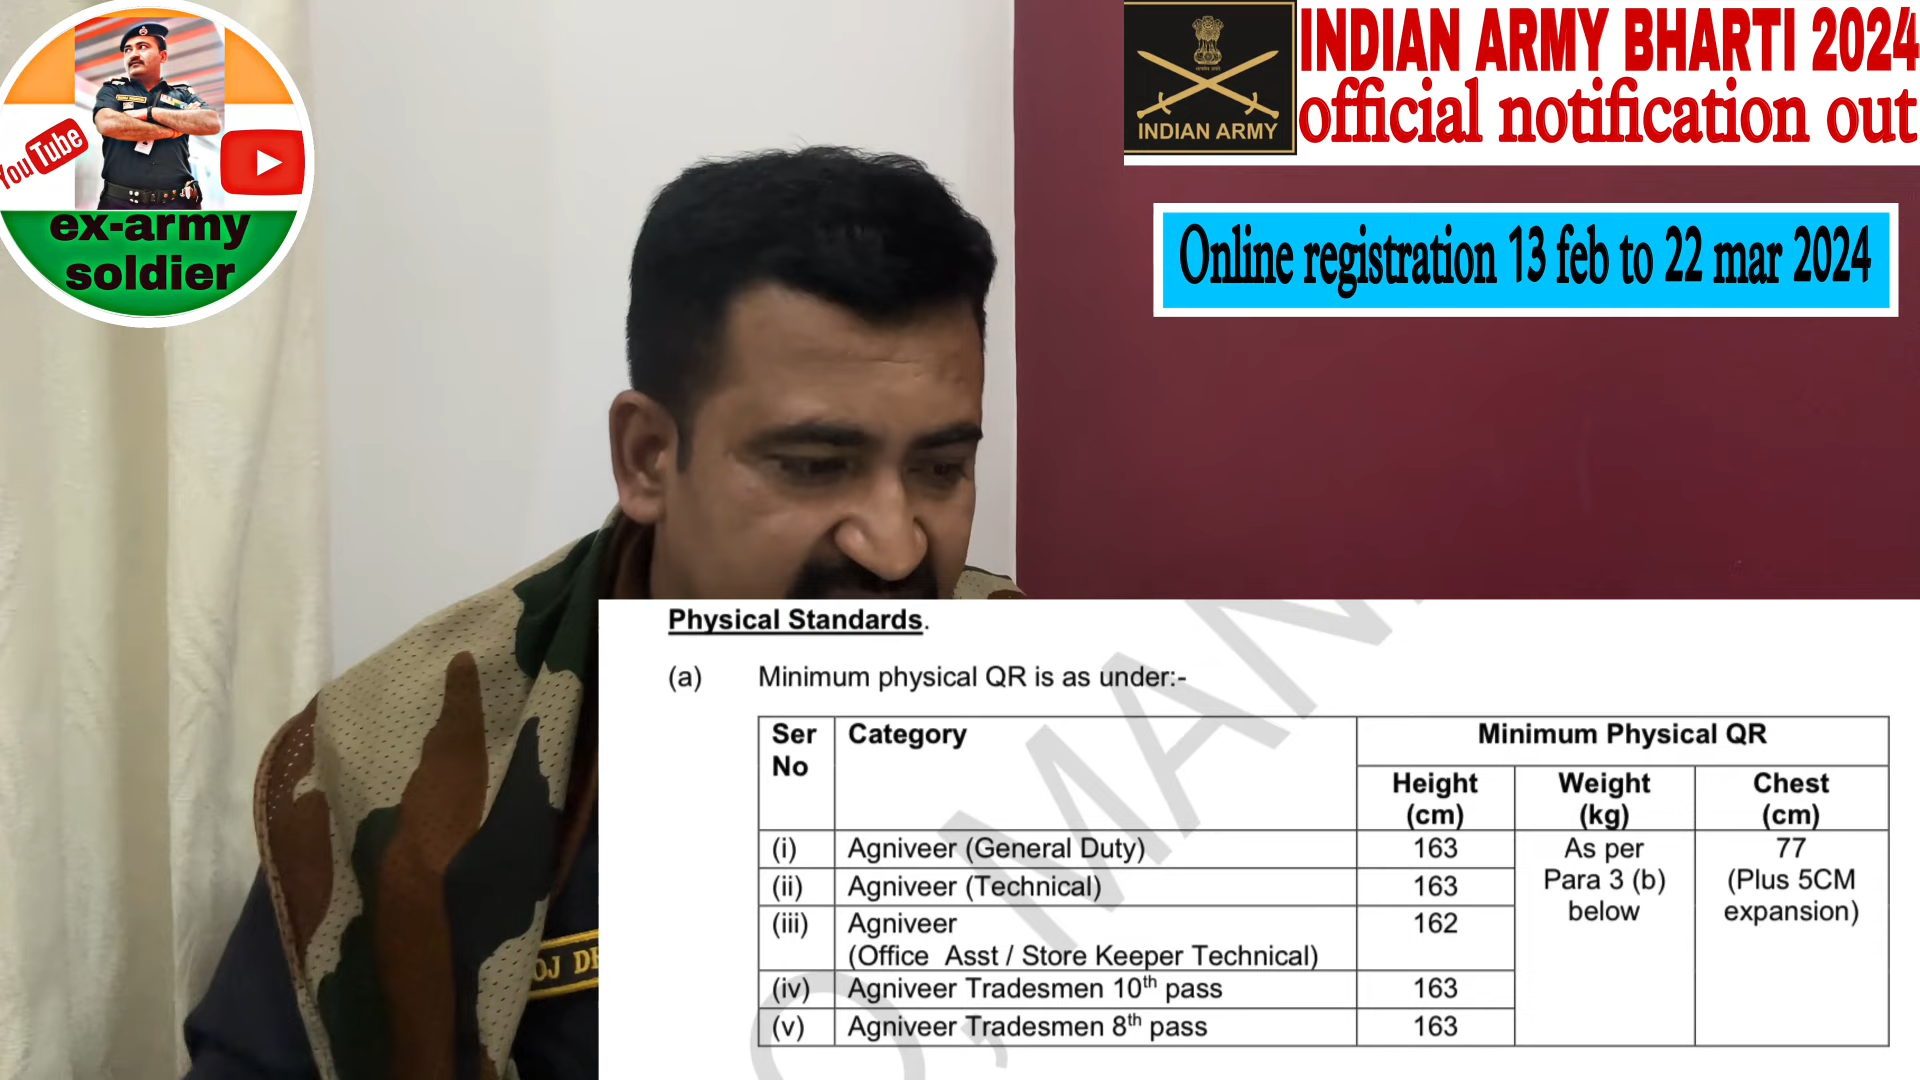 YouTube
ex-army
soldier
INDIAN ARMY
INDIAN ARMY BHARTI 2024
official notification out
Online registration 13 feb to 22 mar 2024
OJ
Physical Standards.
(a) Minimum physical QR is as under:-
Ser No Category Minimum Physical QR
Height (cm) Weight (kg) Chest (cm)
(i) Agniveer (General Duty) 163 As per Para 3 (b) below 77 (Plus 5CM expansion)
(ii) Agniveer (Technical) 163
(iii) Agniveer (Office Asst / Store Keeper Technical) 162
(iv) Agniveer Tradesmen 10th pass 163
(v) Agniveer Tradesmen 8th pass 163